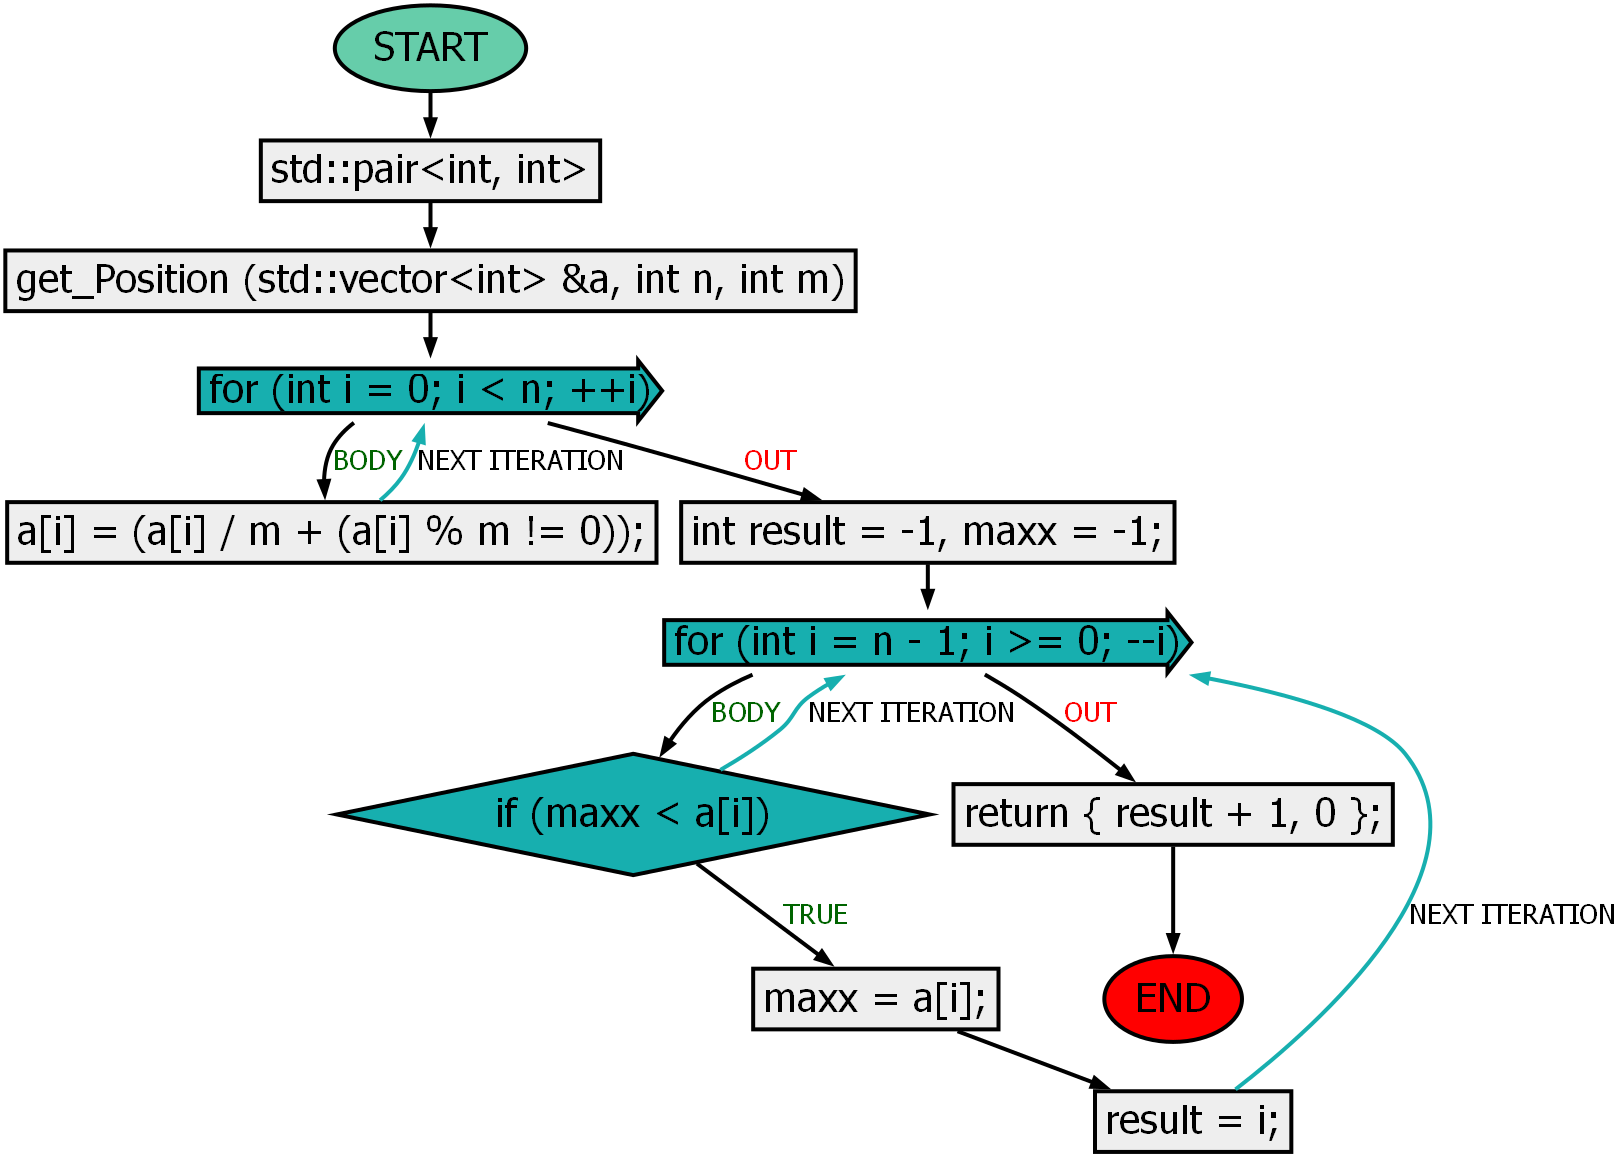 START
std::pair<int, int>
get_Position (std::vector<int> &a, int n, int m)
for (int i = 0; i < n; ++i)
BODY
NEXT ITERATION
OUT
a[i] = (a[i] / m + (a[i] % m != 0));
int result = -1, maxx = -1;
for (int i = n - 1; i >= 0; --i)
BODY
NEXT ITERATION
OUT
if (maxx < a[i])
return { result + 1, 0 };
TRUE
NEXT ITERATION
maxx = a[i];
END
result = i;